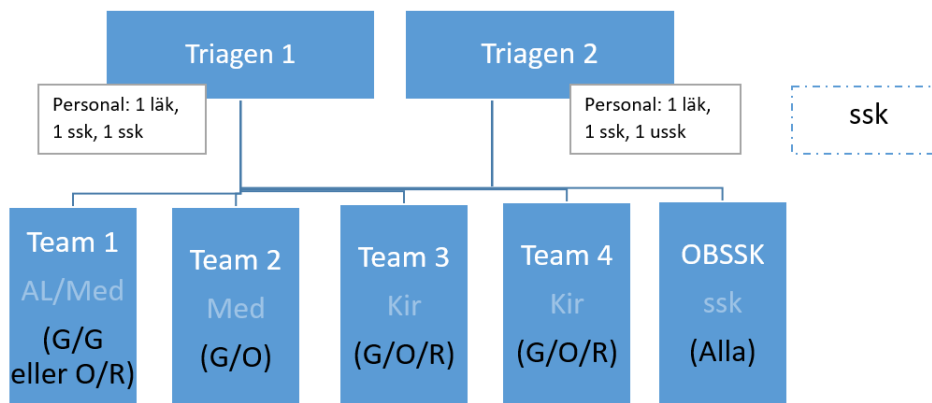 Triagen 1
Triagen 2
Personal: 1 läk,
1 ssk, 1 ssk
Personal: 1 läk,
1 ssk, 1 ussk
ssk
Team 1
AL/Med
(G/G
eller O/R)
Team 2
Med
(G/O)
Team 3
Kir
(G/O/R)
Team 4
Kir
(G/O/R)
OBSSK
ssk
(Alla)